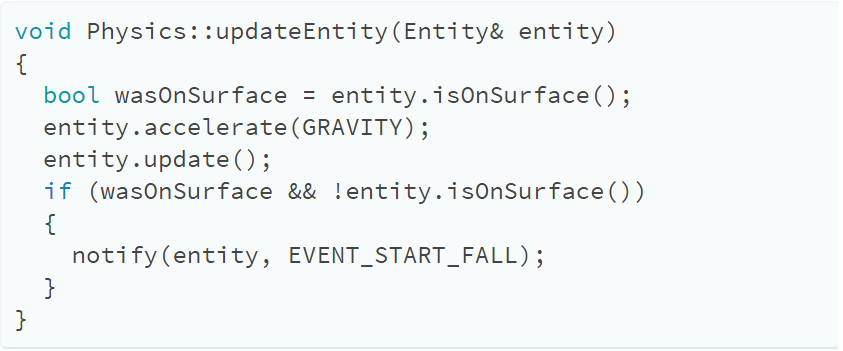 void Physics::updateEntity(Entity& entity)
{
  bool wasOnSurface = entity.isOnSurface();
  entity.accelerate(GRAVITY);
  entity.update();
  if (wasOnSurface && !entity.isOnSurface())
  {
    notify(entity, EVENT_START_FALL);
  }
}